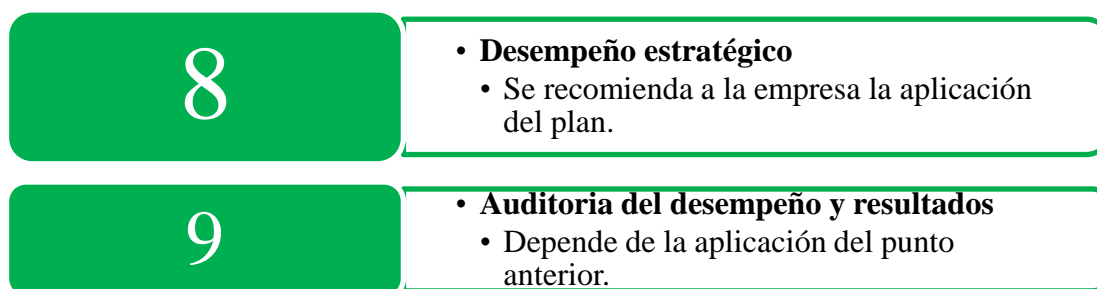 8
• Desempeño estratégico
• Se recomienda a la empresa la aplicación
del plan.
9
• Auditoria del desempeño y resultados
• Depende de la aplicación del punto
anterior.